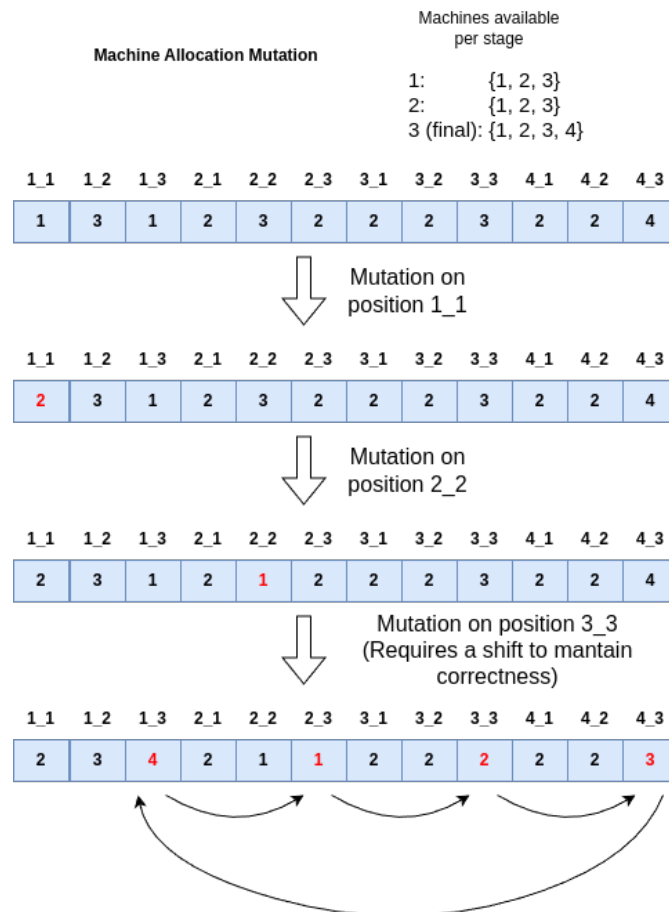 Machines available
per stage
Machine Allocation Mutation
1: {1, 2, 3}
2: {1, 2, 3}
3 (final): {1, 2, 3, 4}
1_1 1_2 1_3 2_1 2_2 2_3 3_1 3_2 3_3 4_1 4_2 4_3
1 3 1 2 3 2 2 2 3 2 2 4
Mutation on
position 1_1
1_1 1_2 1_3 2_1 2_2 2_3 3_1 3_2 3_3 4_1 4_2 4_3
2 3 1 2 3 2 2 2 3 2 2 4
Mutation on
position 2_2
1_1 1_2 1_3 2_1 2_2 2_3 3_1 3_2 3_3 4_1 4_2 4_3
2 3 1 2 1 2 2 2 3 2 2 4
Mutation on position 3_3
(Requires a shift to mantain
correctness)
1_1 1_2 1_3 2_1 2_2 2_3 3_1 3_2 3_3 4_1 4_2 4_3
2 3 4 2 1 1 2 2 2 2 2 3